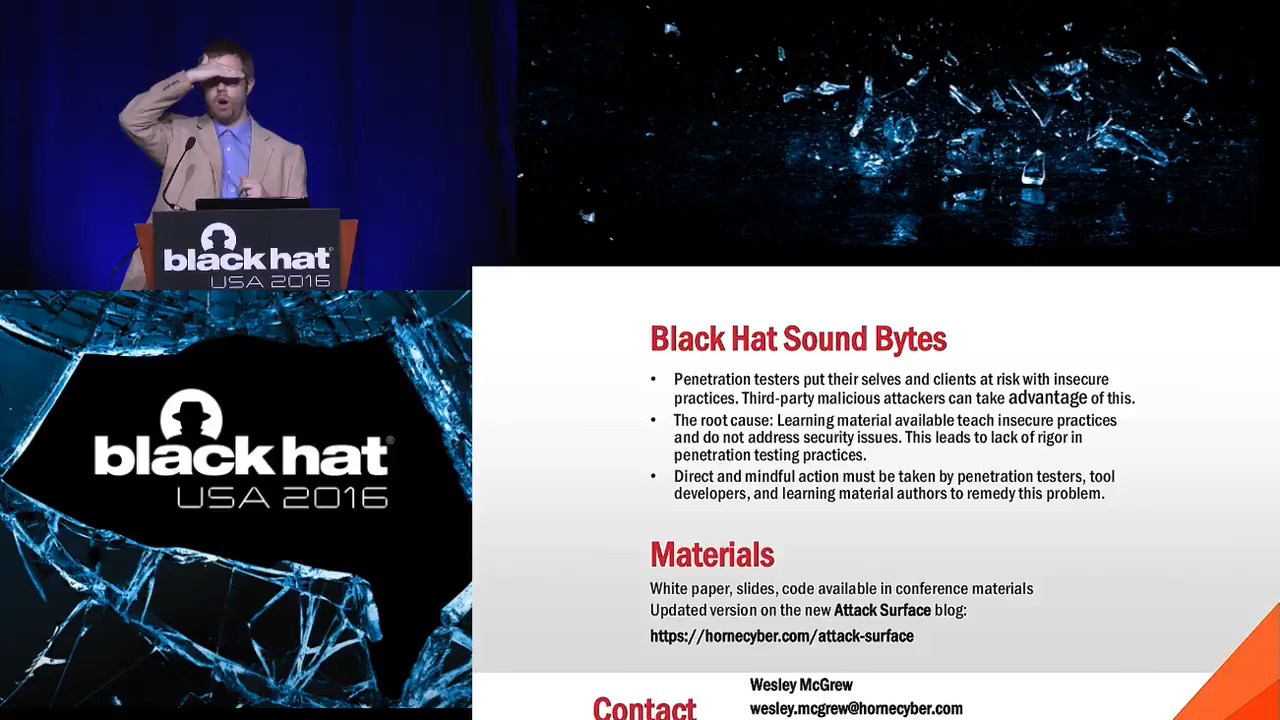 black hat
USA 2016
black hat
USA 2016
Black Hat Sound Bytes
• Penetration testers put their selves and clients at risk with insecure
practices. Third-party malicious attackers can take advantage of this.
• The root cause: Learning material available teach insecure practices
and do not address security issues. This leads to lack of rigor in
penetration testing practices.
• Direct and mindful action must be taken by penetration testers, tool
developers, and learning material authors to remedy this problem.
Materials
White paper, slides, code available in conference materials
Updated version on the new Attack Surface blog:
https://hornecyber.com/attack-surface
Contact
Wesley McGrew
wesley.mcgrew@hornecyber.com